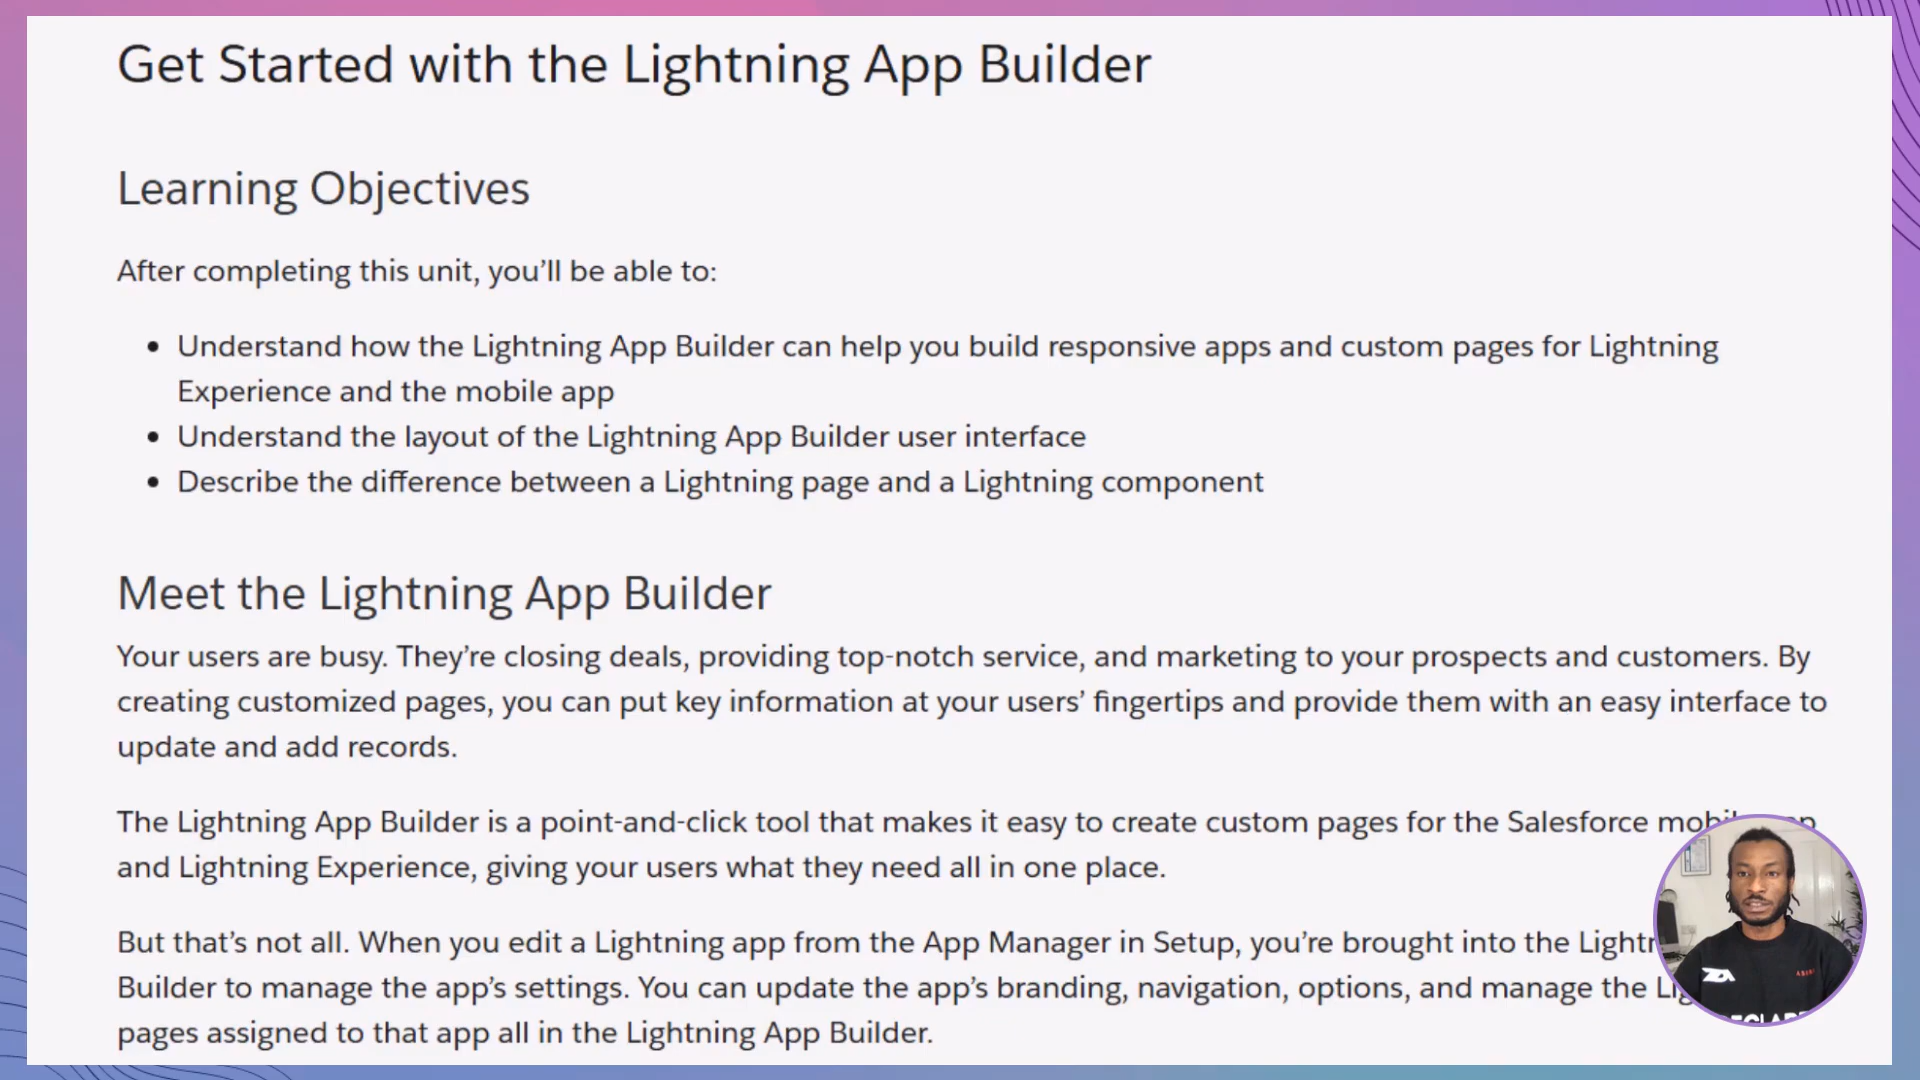 Get Started with the Lightning App Builder
Learning Objectives
After completing this unit, you’ll be able to:
• Understand how the Lightning App Builder can help you build responsive apps and custom pages for Lightning
Experience and the mobile app
• Understand the layout of the Lightning App Builder user interface
• Describe the difference between a Lightning page and a Lightning component
Meet the Lightning App Builder
Your users are busy. They’re closing deals, providing top-notch service, and marketing to your prospects and customers. By
creating customized pages, you can put key information at your users’ fingertips and provide them with an easy interface to
update and add records.
The Lightning App Builder is a point-and-click tool that makes it easy to create custom pages for the Salesforce
and Lightning Experience, giving your users what they need all in one place.
But that’s not all. When you edit a Lightning app from the App Manager in Setup, you’re brought into the
Builder to manage the app’s settings. You can update the app’s branding, navigation, options, and manage the
pages assigned to that app all in the Lightning App Builder.